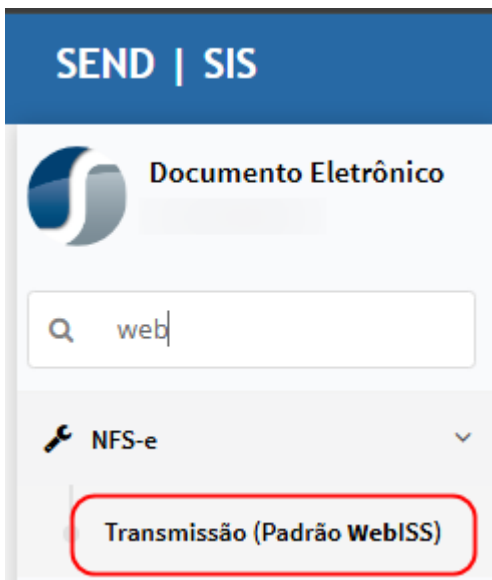 SEND | SIS
Documento Eletrônico
web
NFS-e
Transmissão (Padrão WebISS)